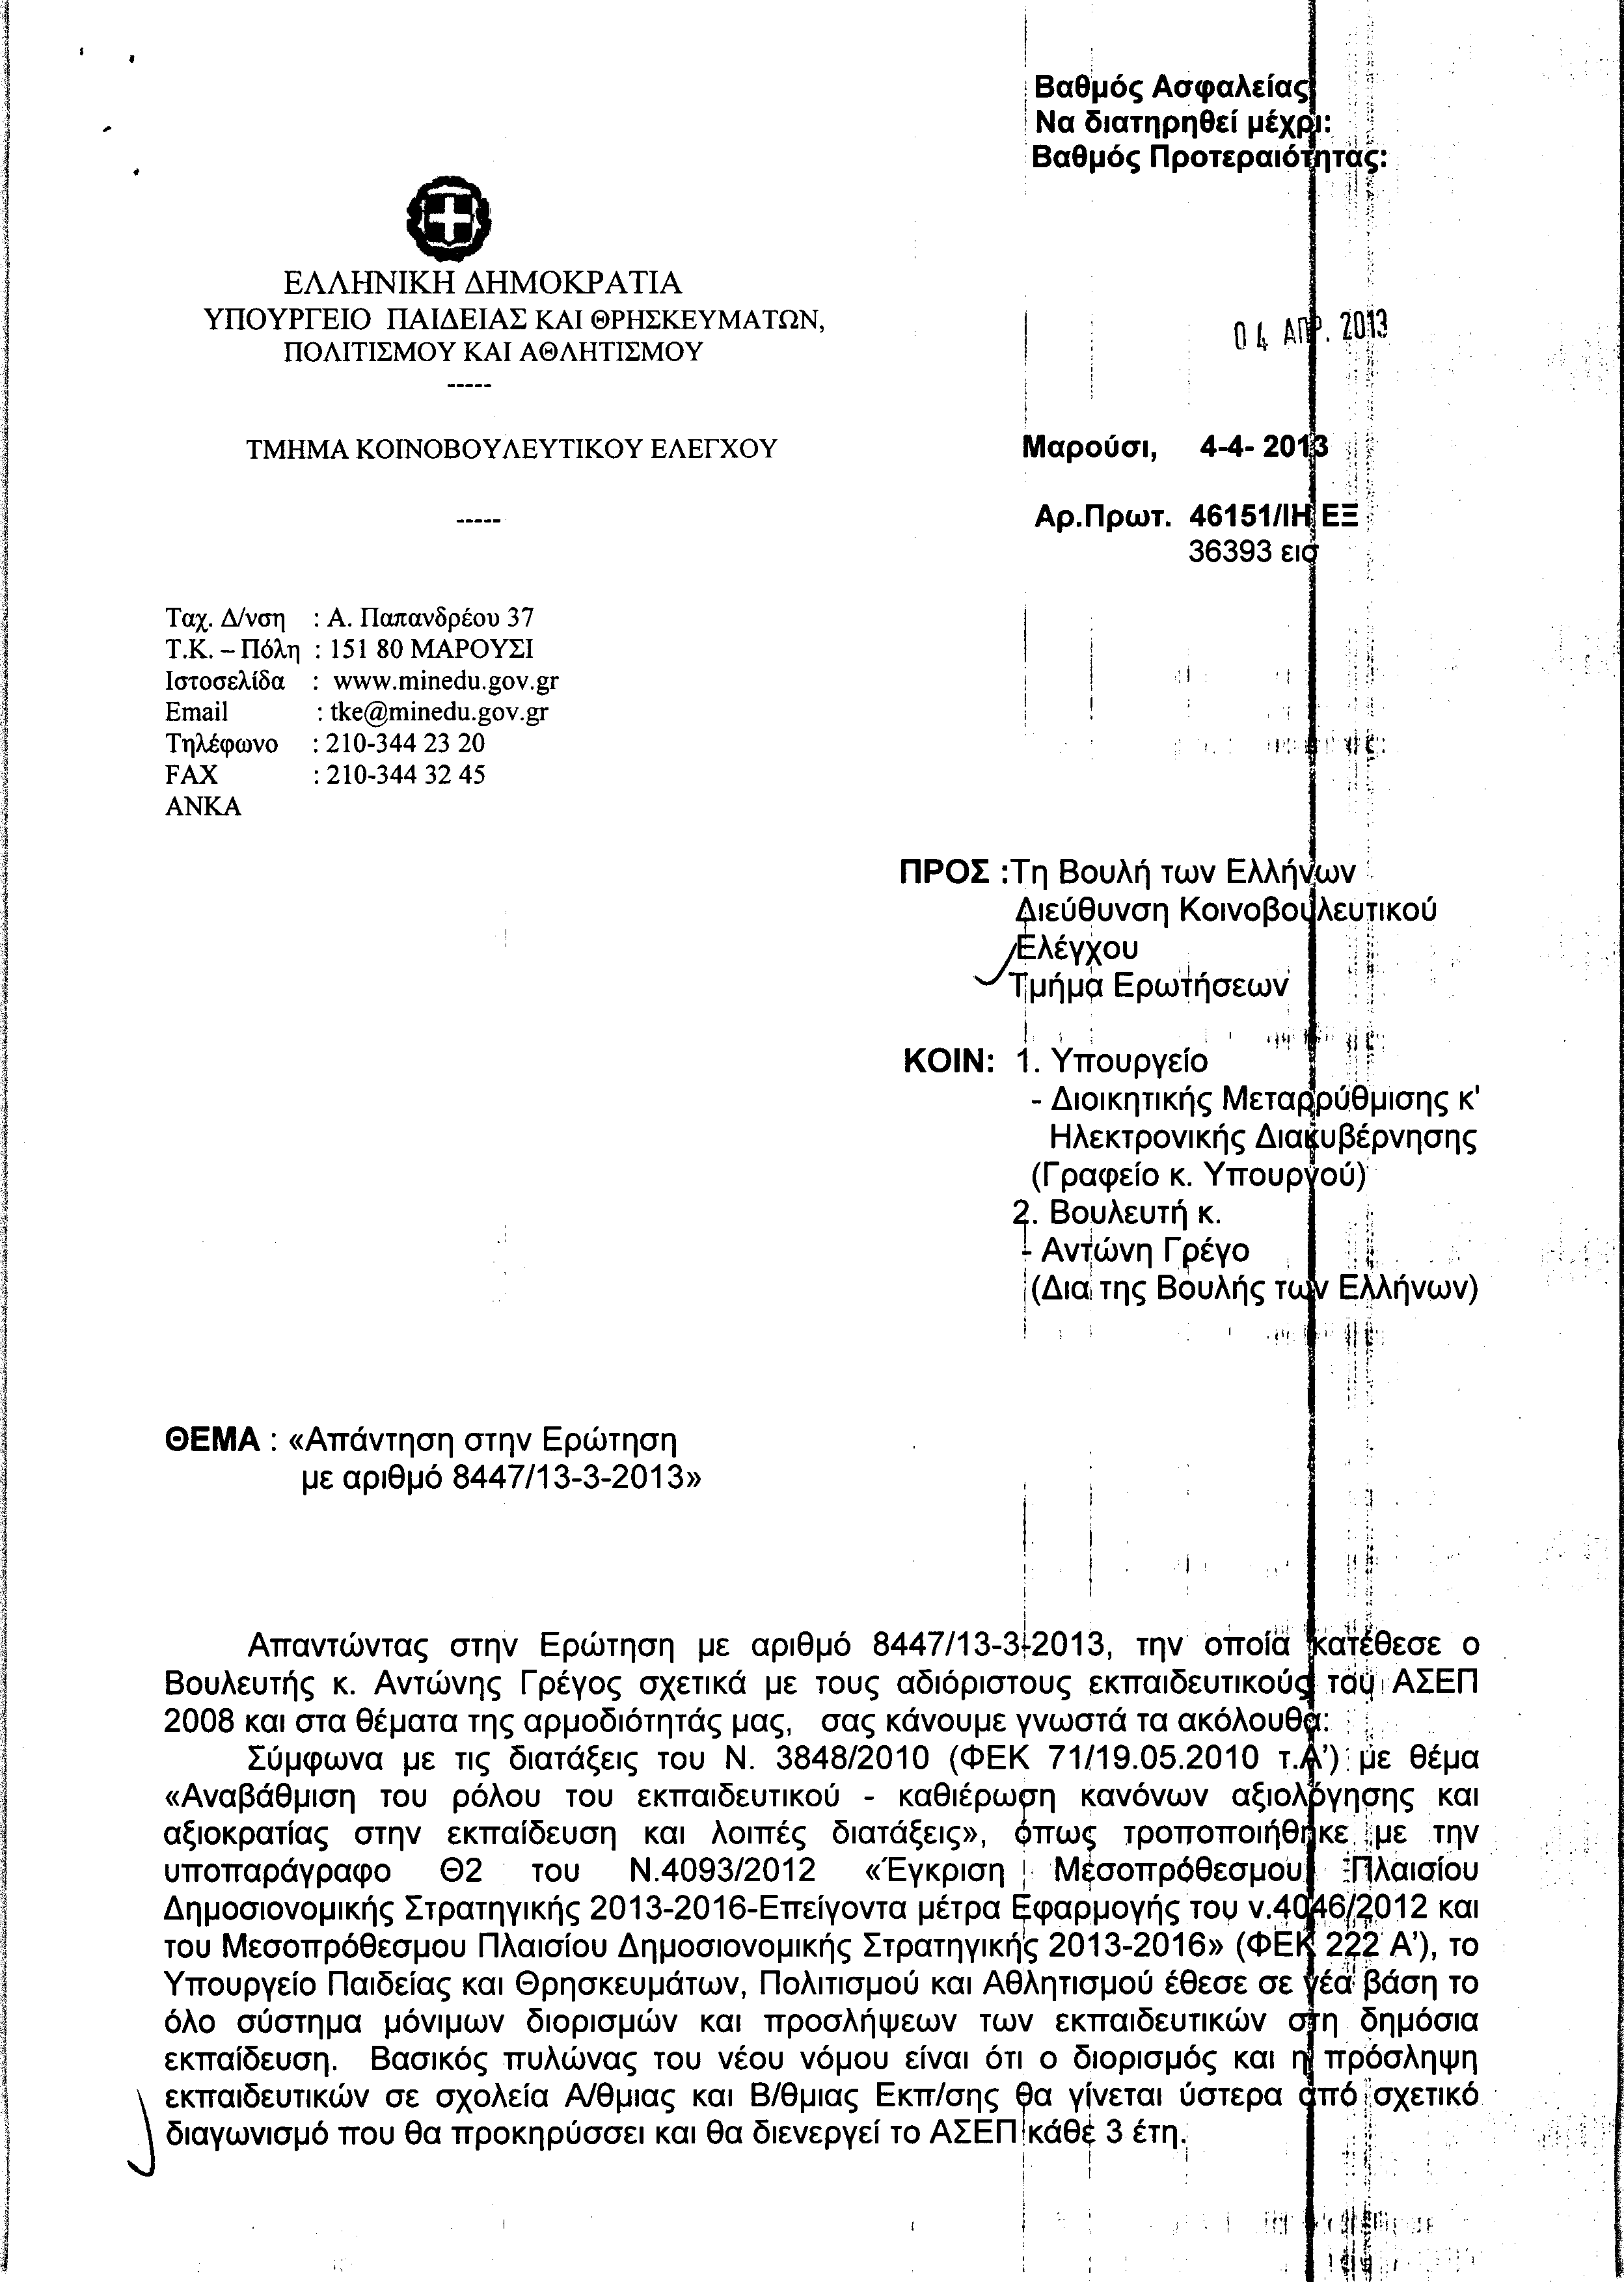 Βαθμός Ασφαλείας
Να διατηρηθεί μέχρι:
Βαθμός Προτεραιότητας:
ΕΛΛΗΝΙΚΗ ΔΗΜΟΚΡΑΤΙΑ
ΥΠΟΥΡΓΕΙΟ ΠΑΙΔΕΙΑΣ ΚΑΙ ΘΡΗΣΚΕΥΜΑΤΩΝ,
ΠΟΛΙΤΙΣΜΟΥ ΚΑΙ ΑΘΛΗΤΙΣΜΟΥ
-----
04 ΑΠΡ. 2013
ΤΜΗΜΑ ΚΟΙΝΟΒΟΥΛΕΥΤΙΚΟΥ ΕΛΕΓΧΟΥ
-----
Μαρούσι, 4-4- 2013
Αρ.Πρωτ. 46151/ΙΗ ΕΞ
36393 εισ
Ταχ. Δ/νση : Α. Παπανδρέου 37
Τ.Κ. – Πόλη : 151 80 ΜΑΡΟΥΣΙ
Ιστοσελίδα : www.minedu.gov.gr
Email : tke@minedu.gov.gr
Τηλέφωνο : 210-344 23 20
FAX : 210-344 32 45
ΑΝΚΑ
ΠΡΟΣ :Τη Βουλή των Ελλήνων
Διεύθυνση Κοινοβουλευτικού
Ελέγχου
Τμήμα Ερωτήσεων
ΚΟΙΝ: 1. Υπουργείο
- Διοικητικής Μεταρρύθμισης κ'
Ηλεκτρονικής Διακυβέρνησης
(Γραφείο κ. Υπουργού)
2. Βουλευτή κ.
- Αντώνη Γρέγο
(Δια της Βουλής των Ελλήνων)
ΘΕΜΑ : «Απάντηση στην Ερώτηση
με αριθμό 8447/13-3-2013»
Απαντώντας στην Ερώτηση με αριθμό 8447/13-3-2013, την οποία κατέθεσε ο
Βουλευτής κ. Αντώνης Γρέγος σχετικά με τους αδιόριστους εκπαιδευτικούς του ΑΣΕΠ
2008 και στα θέματα της αρμοδιότητάς μας, σας κάνουμε γνωστά τα ακόλουθα:
Σύμφωνα με τις διατάξεις του Ν. 3848/2010 (ΦΕΚ 71/19.05.2010 τ.Α') με θέμα
«Αναβάθμιση του ρόλου του εκπαιδευτικού - καθιέρωση κανόνων αξιολόγησης και
αξιοκρατίας στην εκπαίδευση και λοιπές διατάξεις», όπως τροποποιήθηκε με την
υποπαράγραφο Θ2 του Ν.4093/2012 «Έγκριση Μεσοπρόθεσμου Πλαισίου
Δημοσιονομικής Στρατηγικής 2013-2016-Επείγοντα μέτρα Εφαρμογής του ν.4046/2012 και
του Μεσοπρόθεσμου Πλαισίου Δημοσιονομικής Στρατηγικής 2013-2016» (ΦΕΚ 222 Α'), το
Υπουργείο Παιδείας και Θρησκευμάτων, Πολιτισμού και Αθλητισμού έθεσε σε νέα βάση το
όλο σύστημα μόνιμων διορισμών και προσλήψεων των εκπαιδευτικών στη δημόσια
εκπαίδευση. Βασικός πυλώνας του νέου νόμου είναι ότι ο διορισμός και η πρόσληψη
εκπαιδευτικών σε σχολεία Α/θμιας και Β/θμιας Εκπ/σης θα γίνεται ύστερα από σχετικό
διαγωνισμό που θα προκηρύσσει και θα διενεργεί το ΑΣΕΠ κάθε 3 έτη.